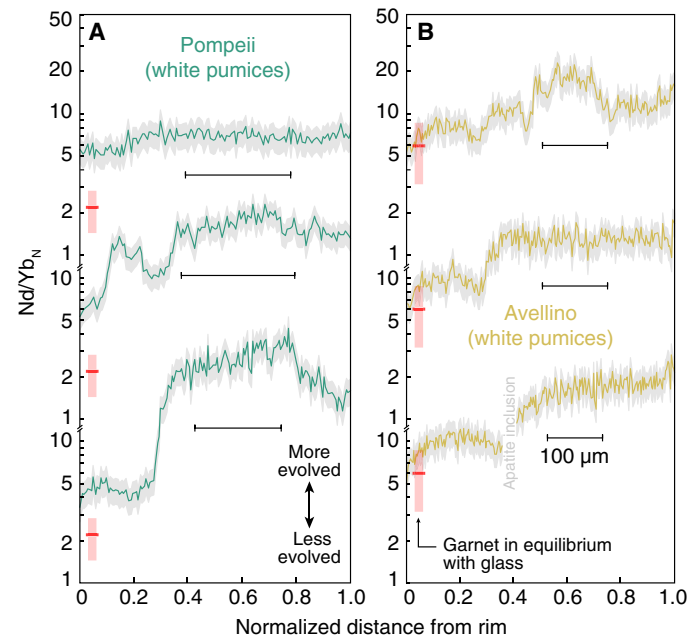 A
Pompeii
(white pumices)
B
50
20
10
5
2
1
10
5
2
1
10
5
2
1
50
20
10
5
2
1
10
5
2
1
10
5
2
1
Nd/YbN
Avellino
(white pumices)
Apatite inclusion
More
evolved
Less
evolved
100 μm
Garnet in equilibrium
with glass
0 0.2 0.4 0.6 0.8 1.0
0 0.2 0.4 0.6 0.8 1.0
Normalized distance from rim